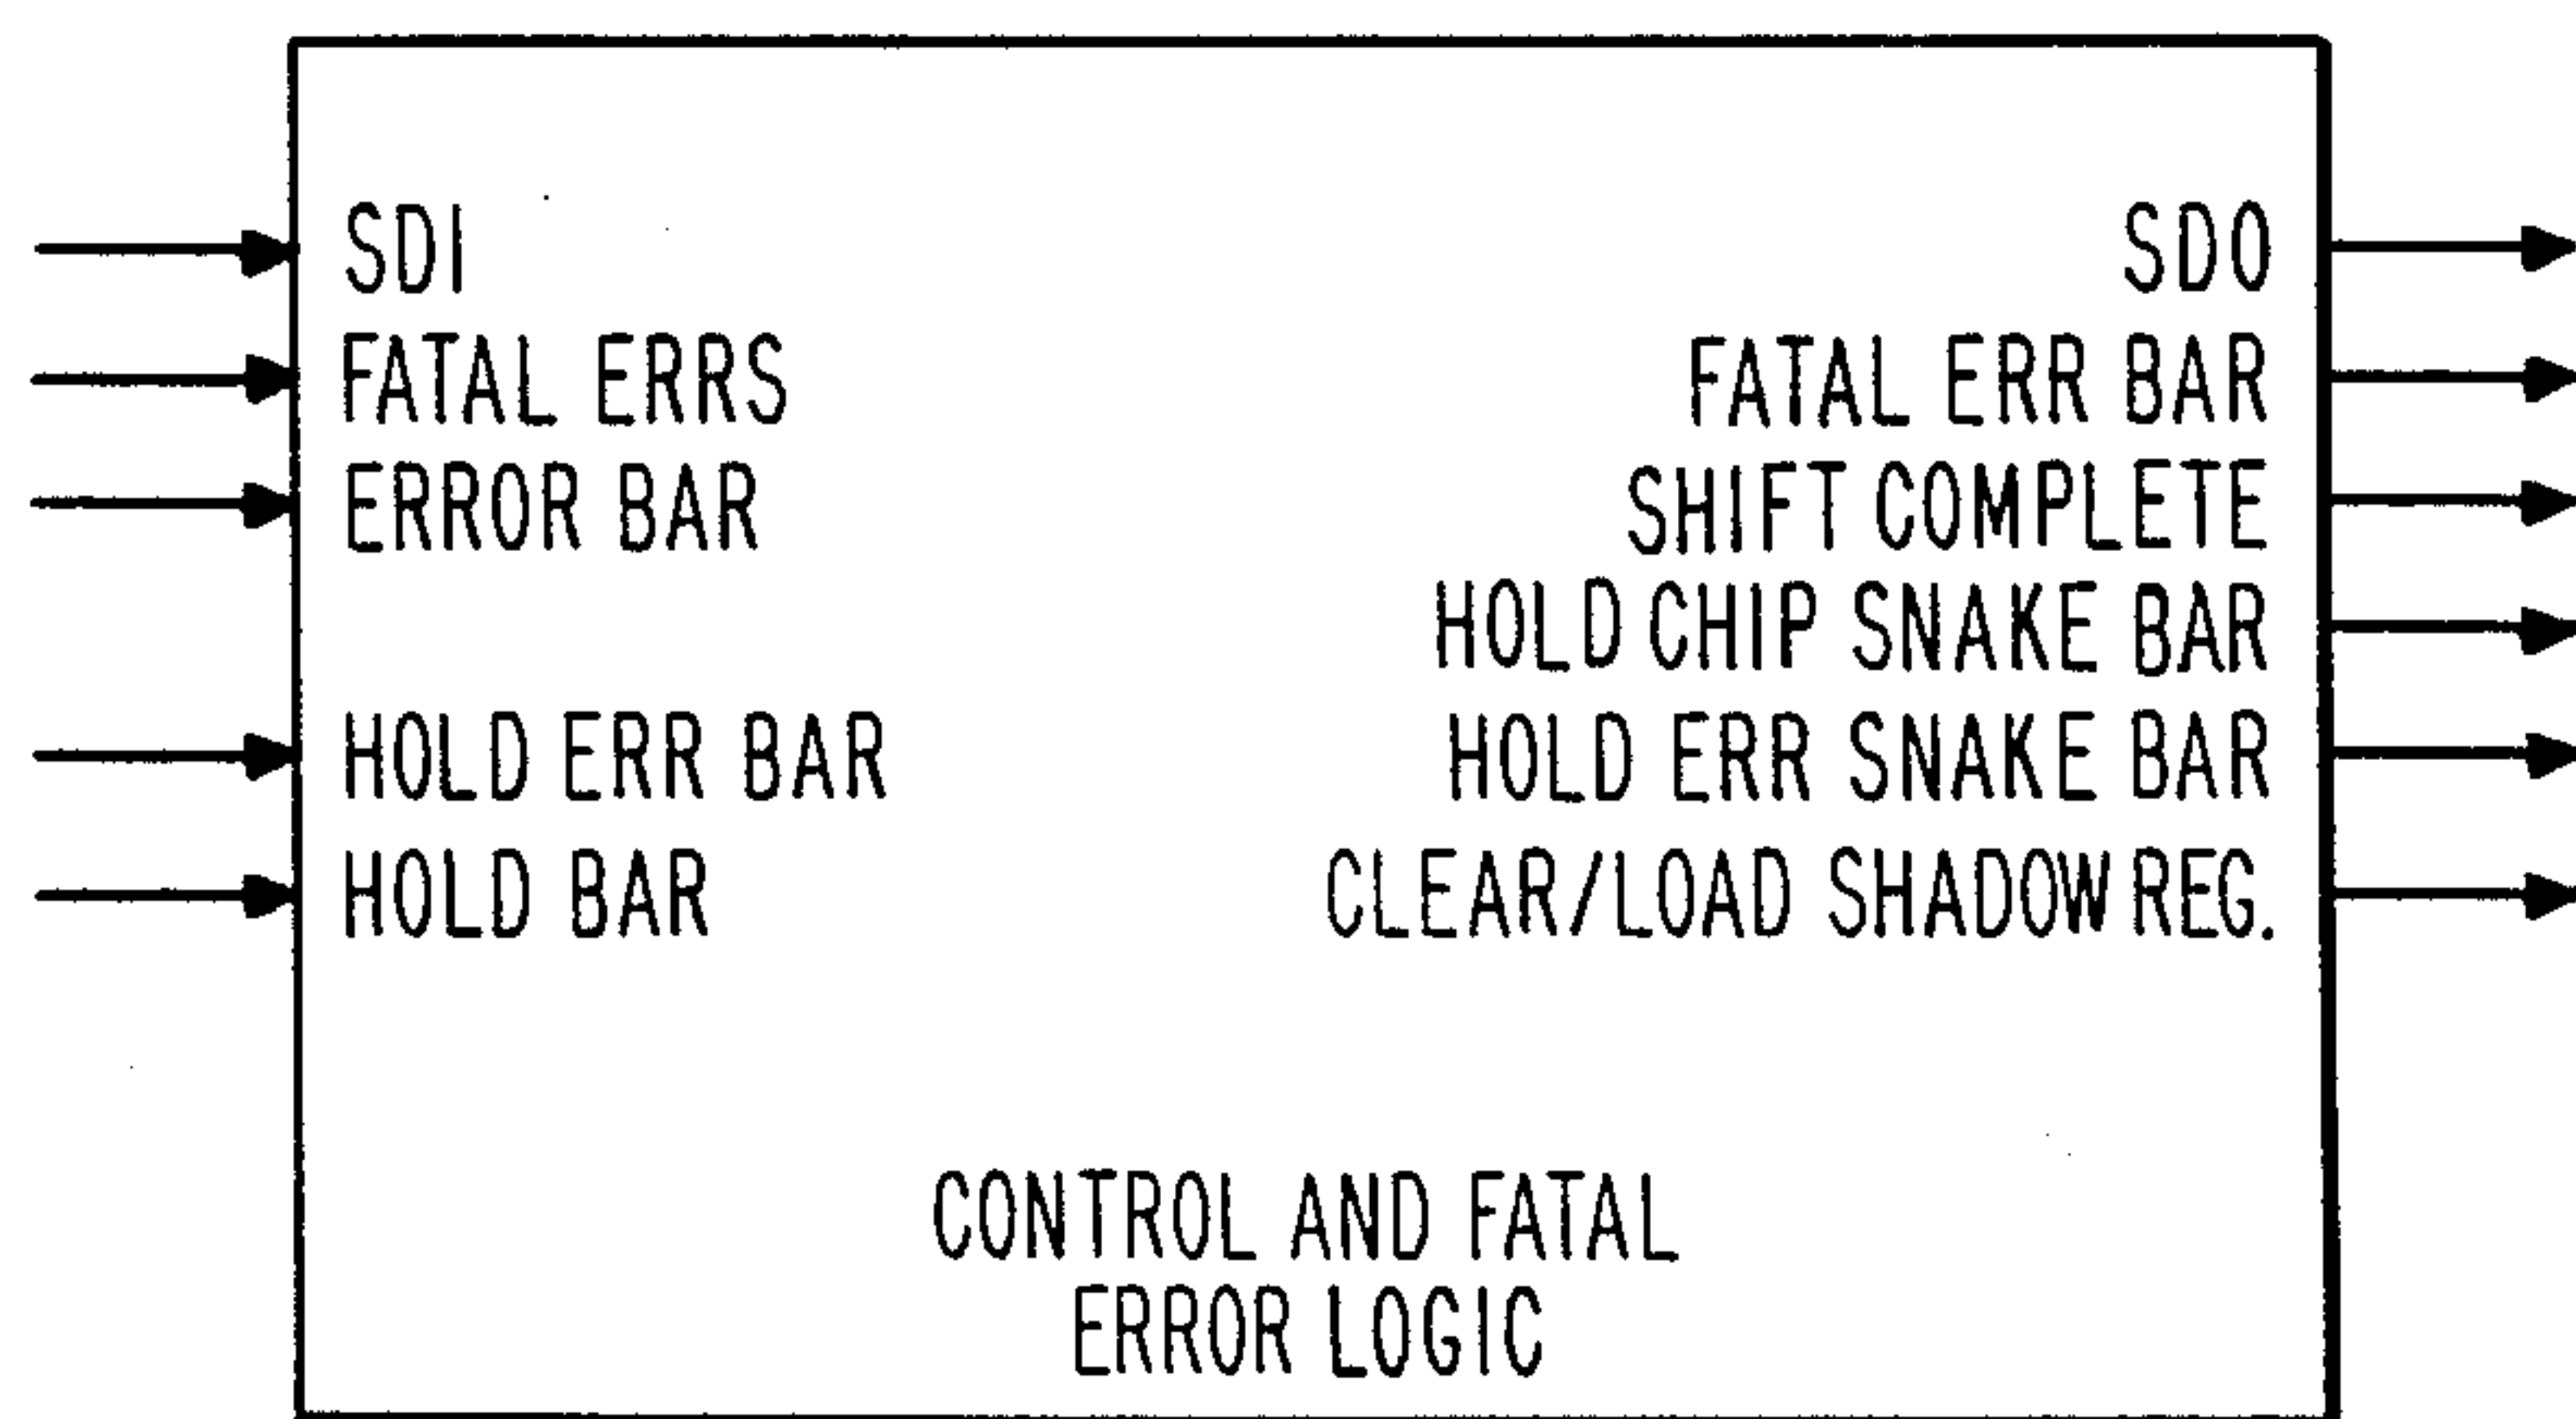 SDI
SDO
FATAL ERRS
FATAL ERR BAR
ERROR BAR
SHIFT COMPLETE
HOLD CHIP SNAKE BAR
HOLD ERR BAR
HOLD ERR SNAKE BAR
HOLD BAR
CLEAR/LOAD SHADOW REG.
CONTROL AND FATAL
ERROR LOGIC